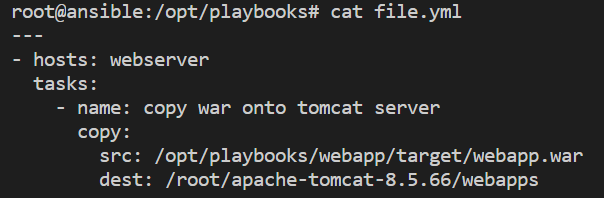 root@ansible:/opt/playbooks# cat file.yml
---
- hosts: webserver
  tasks:
    - name: copy war onto tomcat server
      copy:
        src: /opt/playbooks/webapp/target/webapp.war
        dest: /root/apache-tomcat-8.5.66/webapps